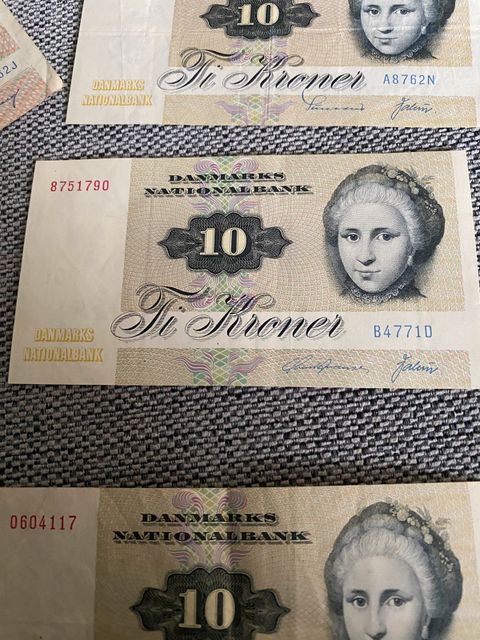 10
Ti Kroner A8762N
DANMARKS
NATIONALBANK
8751790 DANMARKS
NATIONALBANK
10
Ti Kroner B4771D
DANMARKS
NATIONALBANK
0604117 DANMARKS
NATIONALBANK
10